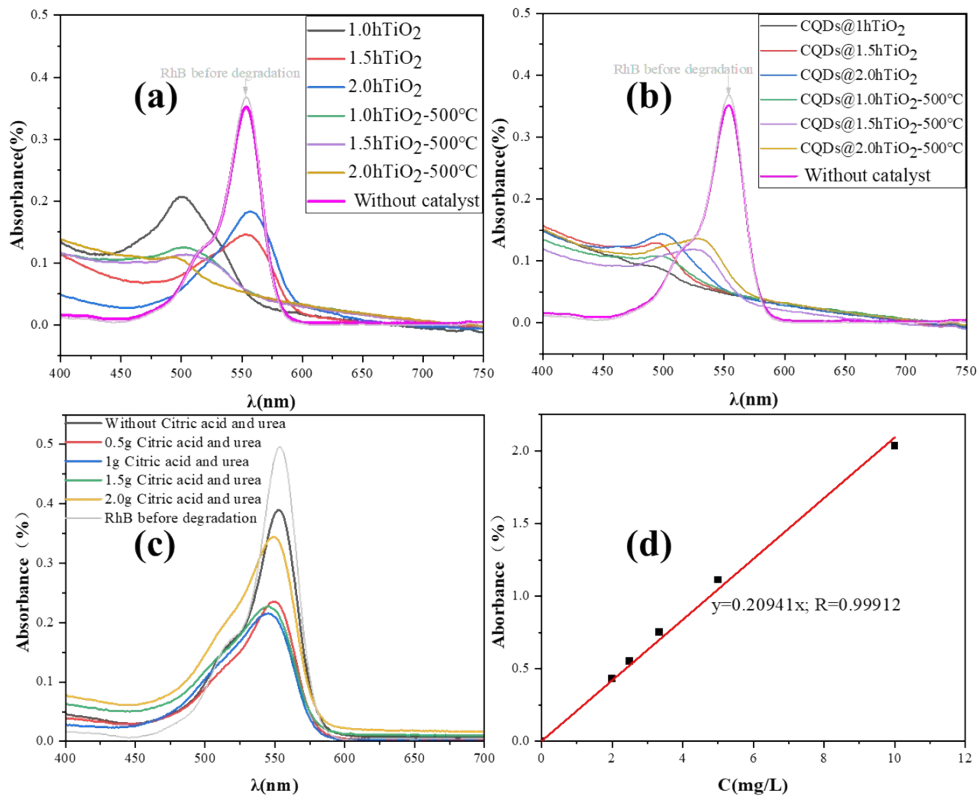 0.5
0.4
0.3
0.2
0.1
0.0
Absorbance(%)
400 450 500 550 600 650 700 750
λ(nm)
RhB before degradation
(a)
1.0hTiO2
1.5hTiO2
2.0hTiO2
1.0hTiO2-500°C
1.5hTiO2-500°C
2.0hTiO2-500°C
Without catalyst
0.5
0.4
0.3
0.2
0.1
0.0
Absorbance(%)
400 450 500 550 600 650 700 750
λ(nm)
RhB before degradation
(b)
CQDs@1hTiO2
CQDs@1.5hTiO2
CQDs@2.0hTiO2
CQDs@1.0hTiO2-500°C
CQDs@1.5hTiO2-500°C
CQDs@2.0hTiO2-500°C
Without catalyst
Without Citric acid and urea
0.5g Citric acid and urea
1g Citric acid and urea
1.5g Citric acid and urea
2.0g Citric acid and urea
RhB before degradation
(c)
0.5
0.4
0.3
0.2
0.1
0.0
Absorbance（%）
400 450 500 550 600 650 700
λ(nm)
2.0
1.5
1.0
0.5
0.0
Aborbance（%）
(d)
y=0.20941x; R=0.99912
0 2 4 6 8 10 12
C(mg/L)